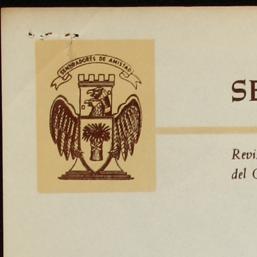 SEMBRADORES DE AMISTAD
SE
Revi
del C